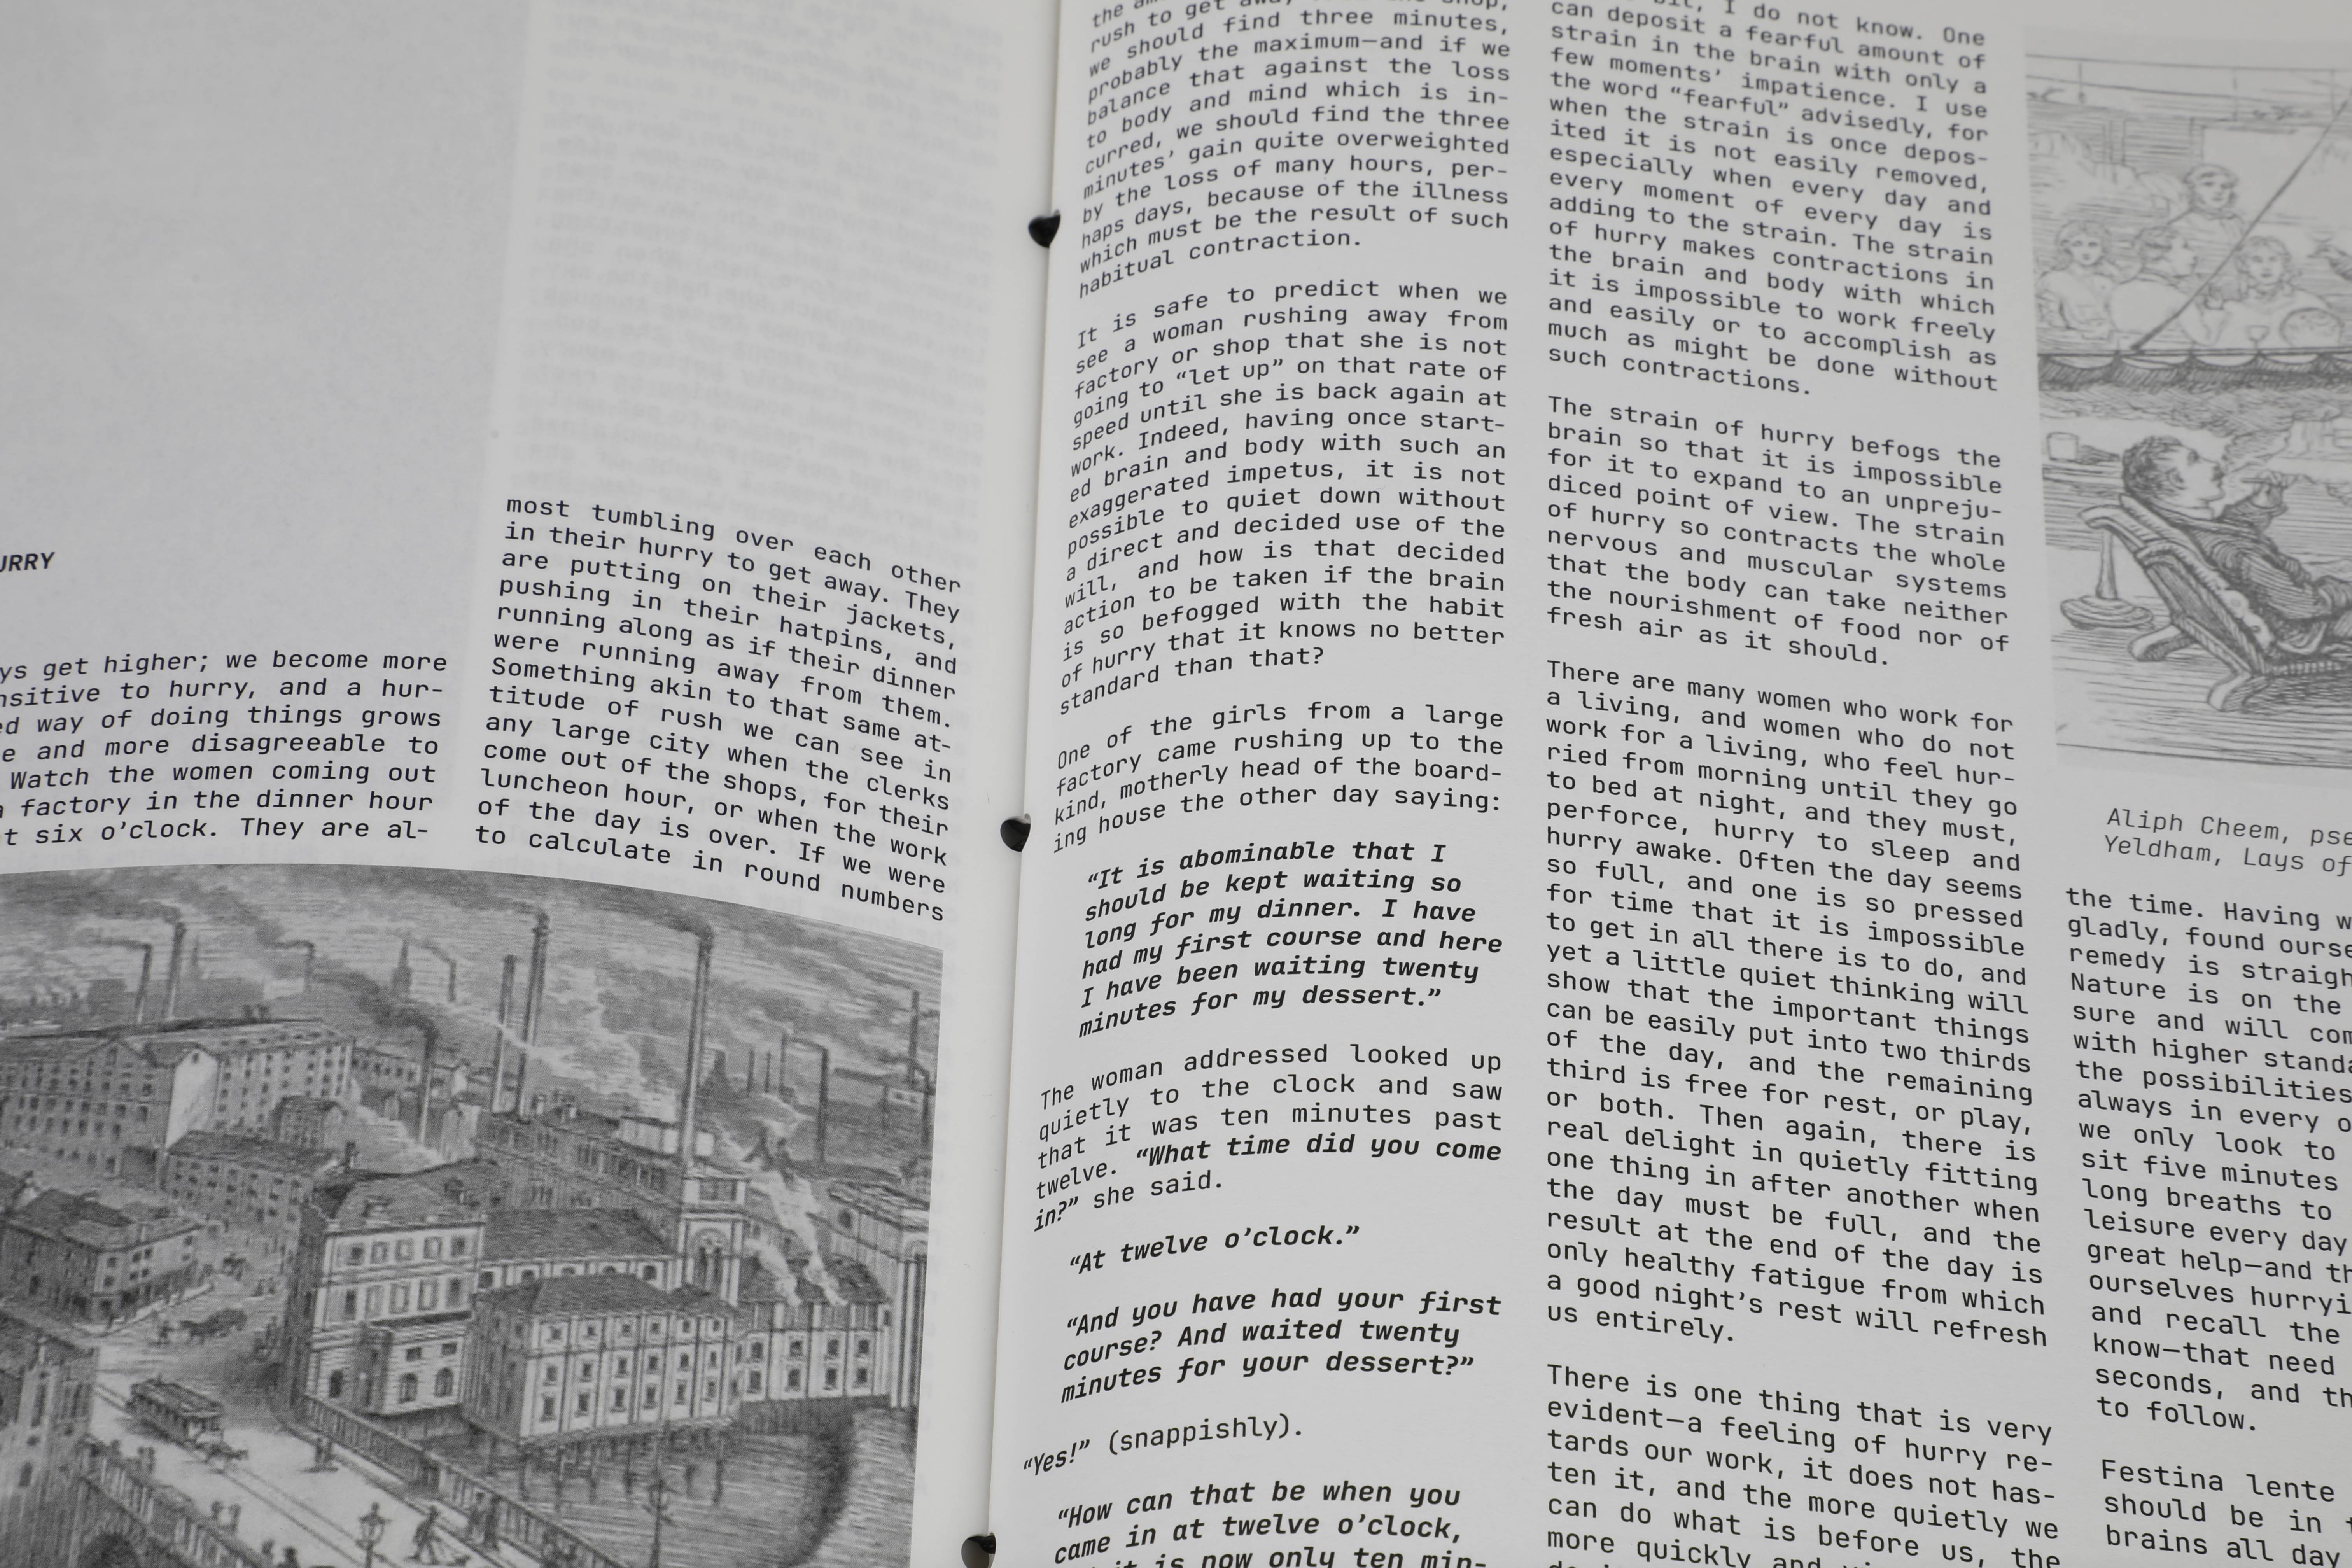 URRY
ys get higher; we become more
nsitive to hurry, and a hur-
ed way of doing things grows
e and more disagreeable to
Watch the women coming out
a factory in the dinner hour
at six o’clock. They are al-
most tumbling over each other
in their hurry to get away. They
are putting on their jackets,
pushing in their hatpins, and
running along as if their dinner
were running away from them.
Something akin to that same at-
titude of rush we can see in
any large city when the clerks
come out of the shops, for their
luncheon hour, or when the work
of the day is over. If we were
to calculate in round numbers
the
rush to get
we should find three minutes,
probably the maximum—and if we
balance that against the loss
to body and mind which is in-
curred, we should find the three
minutes’ gain quite overweighted
by the loss of many hours, per-
haps days, because of the illness
which must be the result of such
habitual contraction.
It is safe to predict when we
see a woman rushing away from
factory or shop that she is not
going to “let up” on that rate of
speed until she is back again at
work. Indeed, having once start-
ed brain and body with such an
exaggerated impetus, it is not
possible to quiet down without
a direct and decided use of the
will, and how is that decided
action to be taken if the brain
is so befogged with the habit
of hurry that it knows no better
standard than that?
One of the girls from a large
factory came rushing up to the
kind, motherly head of the board-
ing house the other day saying:
“It is abominable that I
should be kept waiting so
long for my dinner. I have
had my first course and here
I have been waiting twenty
minutes for my dessert.”
The woman addressed looked up
quietly to the clock and saw
that it was ten minutes past
twelve. “What time did you come
in?” she said.
“At twelve o’clock.”
“And you have had your first
course? And waited twenty
minutes for your dessert?”
“Yes!” (snappishly).
“How can that be when you
came in at twelve o’clock,
it is now only ten min-
bit, I do not know. One
can deposit a fearful amount of
strain in the brain with only a
few moments’ impatience. I use
the word “fearful” advisedly, for
when the strain is once depos-
ited it is not easily removed,
especially when every day and
every moment of every day is
adding to the strain. The strain
of hurry makes contractions in
the brain and body with which
it is impossible to work freely
and easily or to accomplish as
much as might be done without
such contractions.
The strain of hurry befogs the
brain so that it is impossible
for it to expand to an unpreju-
diced point of view. The strain
of hurry so contracts the whole
nervous and muscular systems
that the body can take neither
the nourishment of food nor of
fresh air as it should.
There are many women who work for
a living, and women who do not
work for a living, who feel hur-
ried from morning until they go
to bed at night, and they must,
perforce, hurry to sleep and
hurry awake. Often the day seems
so full, and one is so pressed
for time that it is impossible
to get in all there is to do, and
yet a little quiet thinking will
show that the important things
can be easily put into two thirds
of the day, and the remaining
third is free for rest, or play,
or both. Then again, there is
real delight in quietly fitting
one thing in after another when
the day must be full, and the
result at the end of the day is
only healthy fatigue from which
a good night’s rest will refresh
us entirely.
There is one thing that is very
evident—a feeling of hurry re-
tards our work, it does not has-
ten it, and the more quietly we
can do what is before us, the
more quickly and
Aliph Cheem, pse
Yeldham, Lays of
the time. Having w
gladly, found ourse
remedy is straigh
Nature is on the
sure and will com
with higher standa
the possibilities
always in every o
we only look to
sit five minutes
long breaths to
leisure every day
great help—and th
ourselves hurryi
and recall the
know—that need
seconds, and th
to follow.
Festina lente
should be in t
brains all day